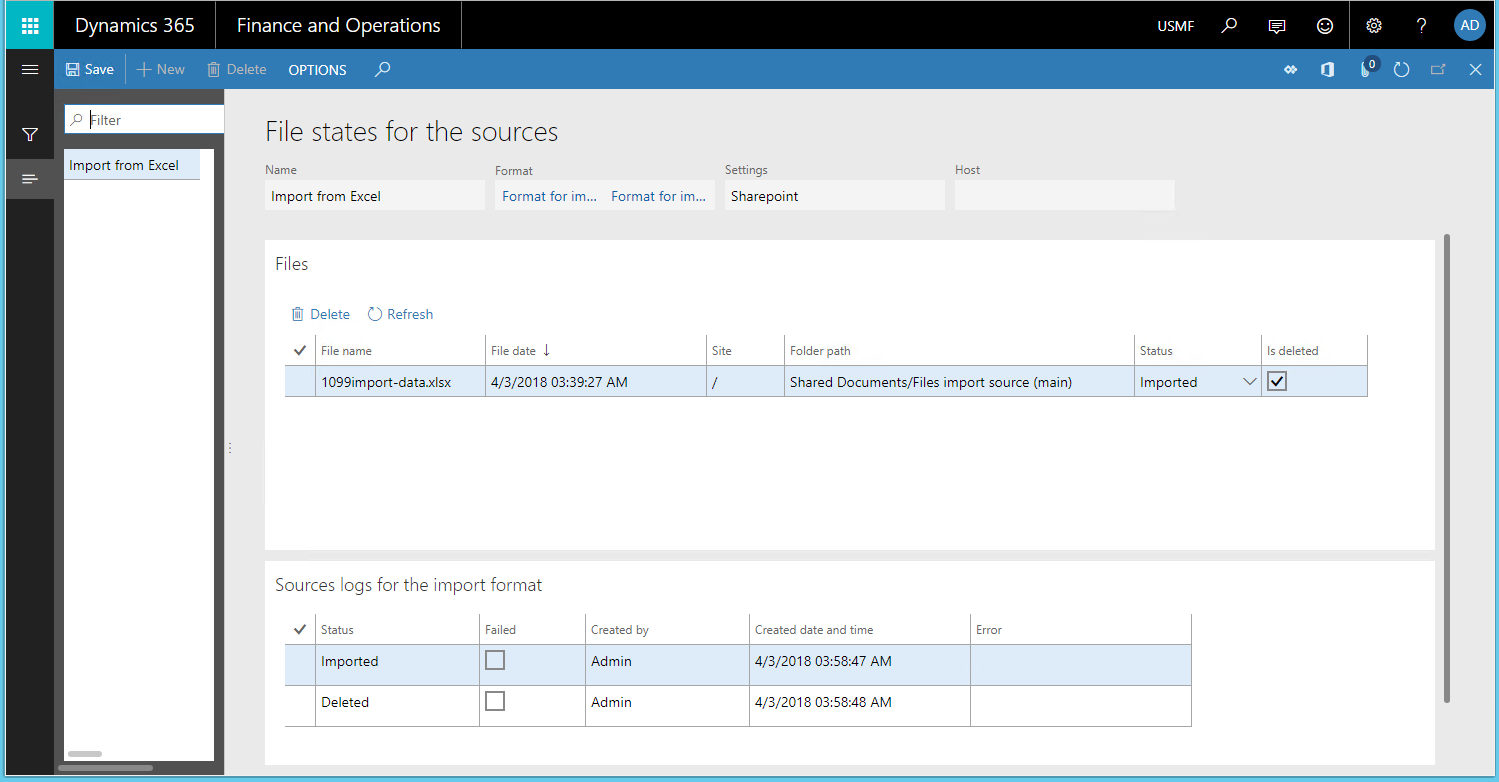 Dynamics 365 Finance and Operations USMF ? AD
Save New Delete OPTIONS 0
Filter
Import from Excel
File states for the sources
Name Format Settings Host
Import from Excel Format for im... Format for im... Sharepoint
Files
Delete Refresh
File name File date ↓ Site Folder path Status Is deleted
1099import-data.xlsx 4/3/2018 03:39:27 AM / Shared Documents/Files import source (main) Imported
Sources logs for the import format
Status Failed Created by Created date and time Error
Imported Admin 4/3/2018 03:58:47 AM
Deleted Admin 4/3/2018 03:58:48 AM